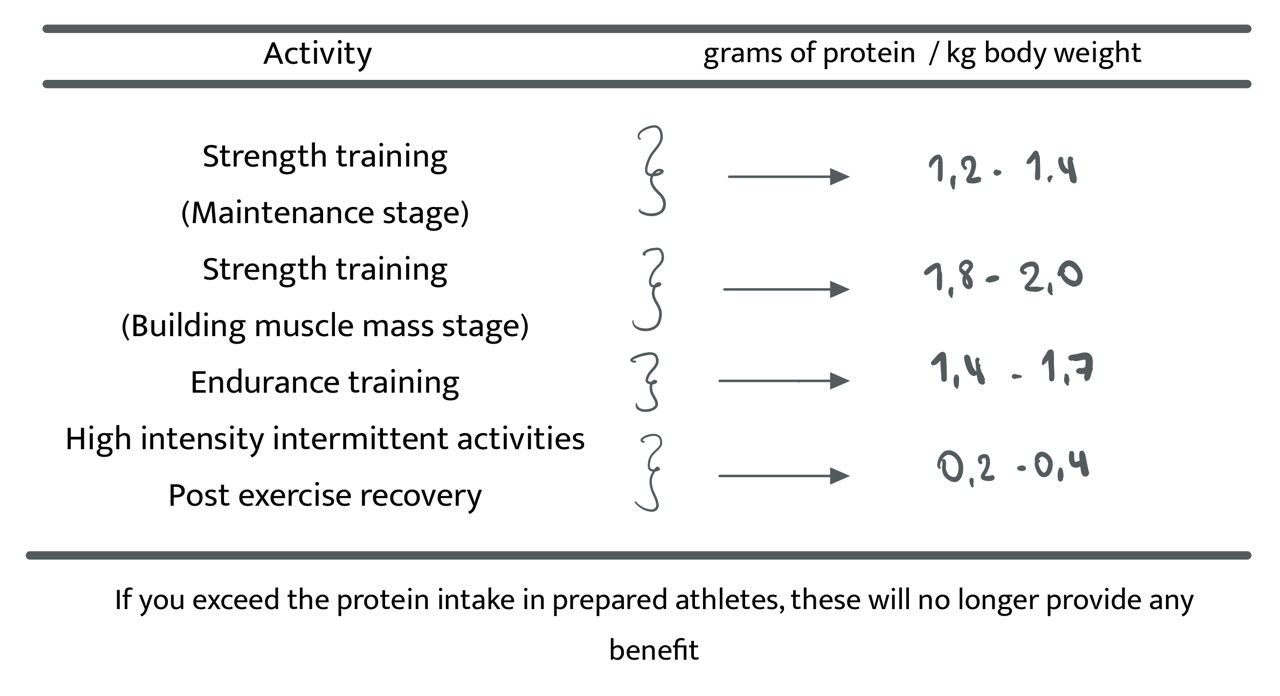 Activity grams of protein / kg body weight
Strength training
(Maintenance stage)
1,2 - 1.4
Strength training
(Building muscle mass stage)
1,8 - 2,0
Endurance training
1,4 - 1,7
High intensity intermittent activities
Post exercise recovery
0,2 - 0,4
If you exceed the protein intake in prepared athletes, these will no longer provide any
benefit